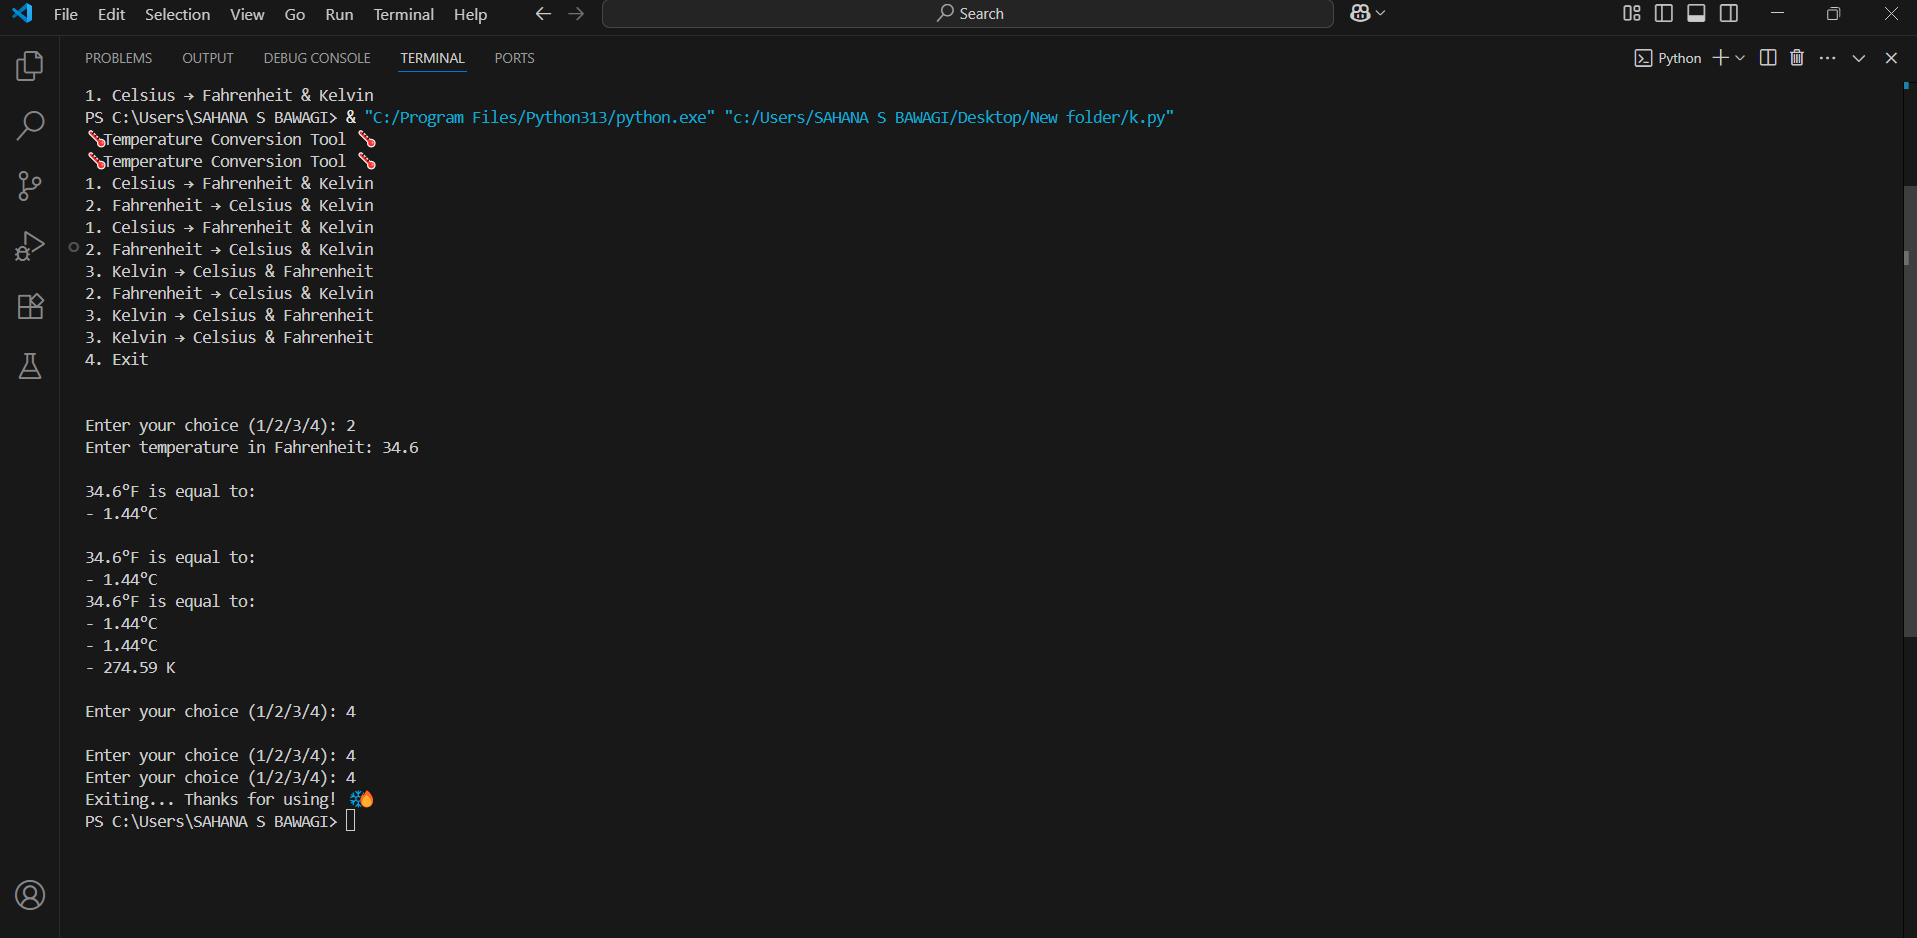 File Edit Selection View Go Run Terminal Help Search
PROBLEMS OUTPUT DEBUG CONSOLE TERMINAL PORTS Python
1. Celsius → Fahrenheit & Kelvin
PS C:\Users\SAHANA S BAWAGI> & "C:/Program Files/Python313/python.exe" "c:/Users/SAHANA S BAWAGI/Desktop/New folder/k.py"
🌡️Temperature Conversion Tool 🌡️
🌡️Temperature Conversion Tool 🌡️
1. Celsius → Fahrenheit & Kelvin
2. Fahrenheit → Celsius & Kelvin
1. Celsius → Fahrenheit & Kelvin
2. Fahrenheit → Celsius & Kelvin
3. Kelvin → Celsius & Fahrenheit
2. Fahrenheit → Celsius & Kelvin
3. Kelvin → Celsius & Fahrenheit
3. Kelvin → Celsius & Fahrenheit
4. Exit
Enter your choice (1/2/3/4): 2
Enter temperature in Fahrenheit: 34.6
34.6°F is equal to:
- 1.44°C
34.6°F is equal to:
- 1.44°C
34.6°F is equal to:
- 1.44°C
- 1.44°C
- 274.59 K
Enter your choice (1/2/3/4): 4
Enter your choice (1/2/3/4): 4
Enter your choice (1/2/3/4): 4
Exiting... Thanks for using! ❄️🔥
PS C:\Users\SAHANA S BAWAGI>